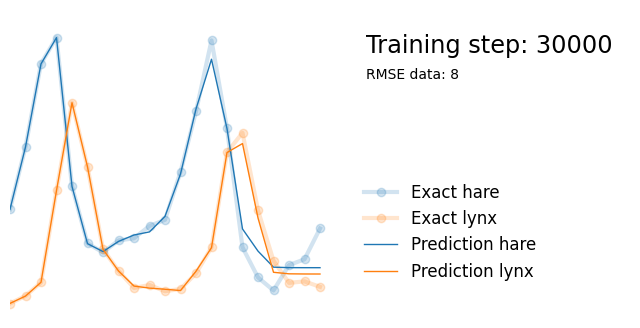 Training step: 30000
RMSE data: 8
Exact hare
Exact lynx
Prediction hare
Prediction lynx